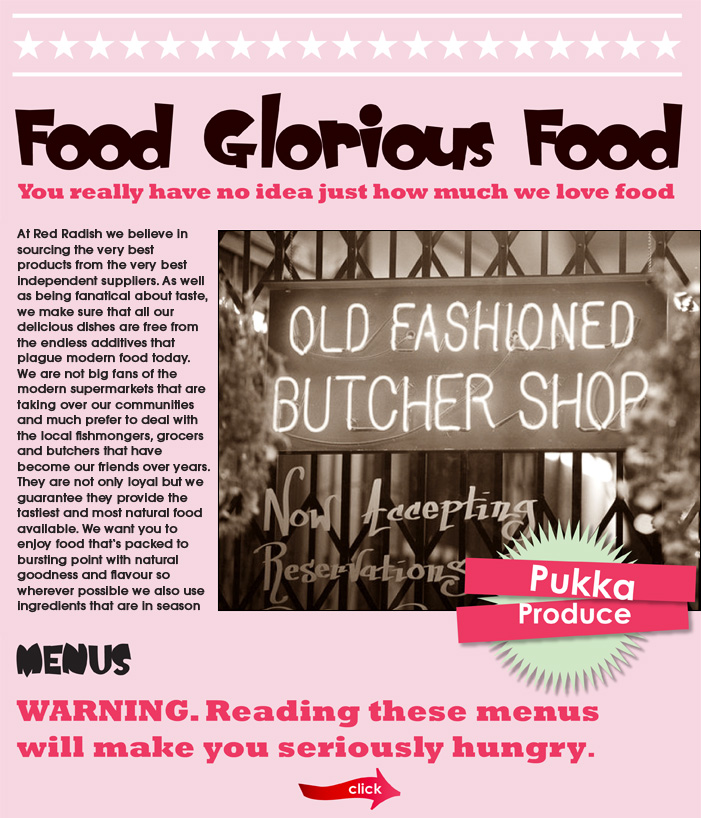 Food Glorious Food
You really have no idea just how much we love food
At Red Radish we believe in
sourcing the very best
products from the very best
independent suppliers. As well
as being fanatical about taste,
we make sure that all our
delicious dishes are free from
the endless additives that
plague modern food today.
We are not big fans of the
modern supermarkets that are
taking over our communities
and much prefer to deal with
the local fishmongers, grocers
and butchers that have
become our friends over years.
They are not only loyal but we
guarantee they provide the
tastiest and most natural food
available. We want you to
enjoy food that's packed to
bursting point with natural
goodness and flavour so
wherever possible we also use
ingredients that are in season
OLD FASHIONED
BUTCHER SHOP
Now Accepting
Reservations
Pukka
Produce
MENUS
WARNING. Reading these menus
will make you seriously hungry.
click